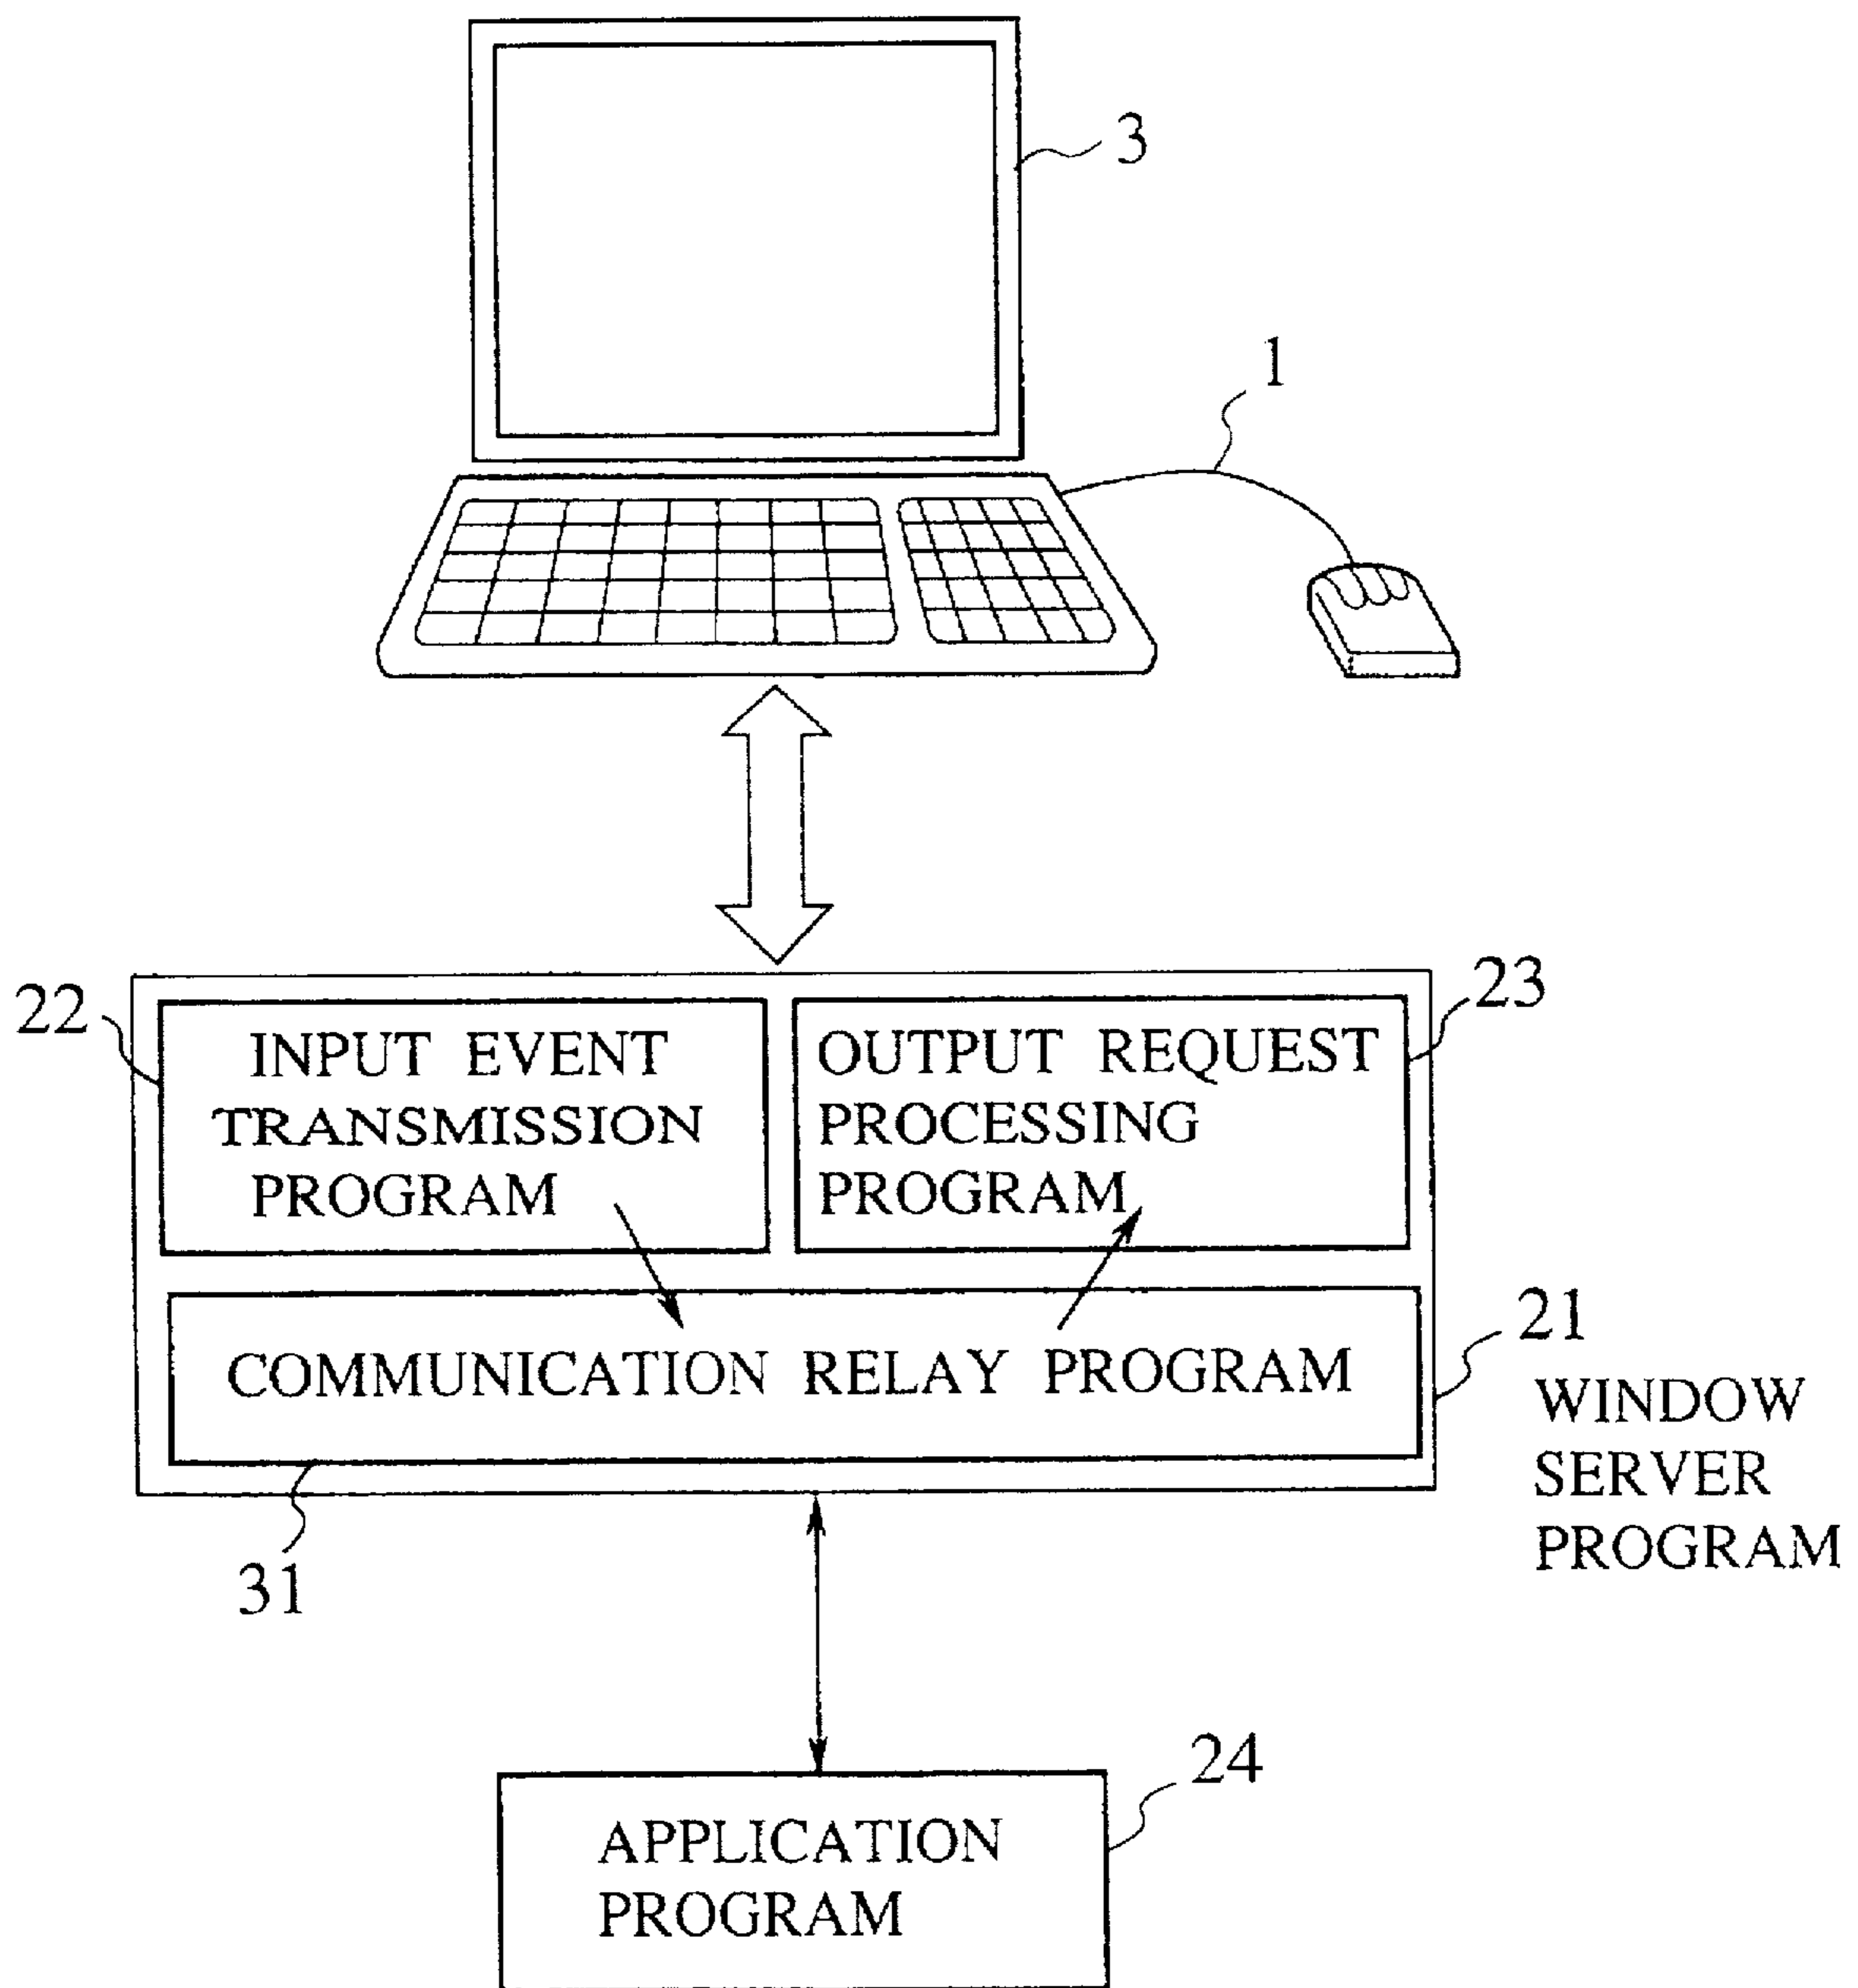 3
1
22
INPUT EVENT
TRANSMISSION
PROGRAM
OUTPUT REQUEST
PROCESSING
PROGRAM
23
COMMUNICATION RELAY PROGRAM
21
WINDOW
SERVER
PROGRAM
31
24
APPLICATION
PROGRAM